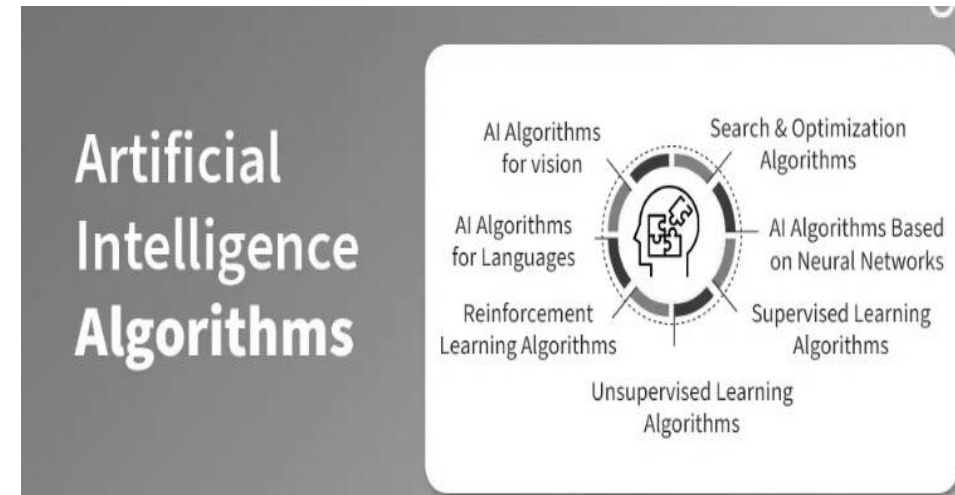 Artificial
Intelligence
Algorithms
AI Algorithms
for vision
Search & Optimization
Algorithms
AI Algorithms
for Languages
AI Algorithms Based
on Neural Networks
Reinforcement
Learning Algorithms
Supervised Learning
Algorithms
Unsupervised Learning
Algorithms